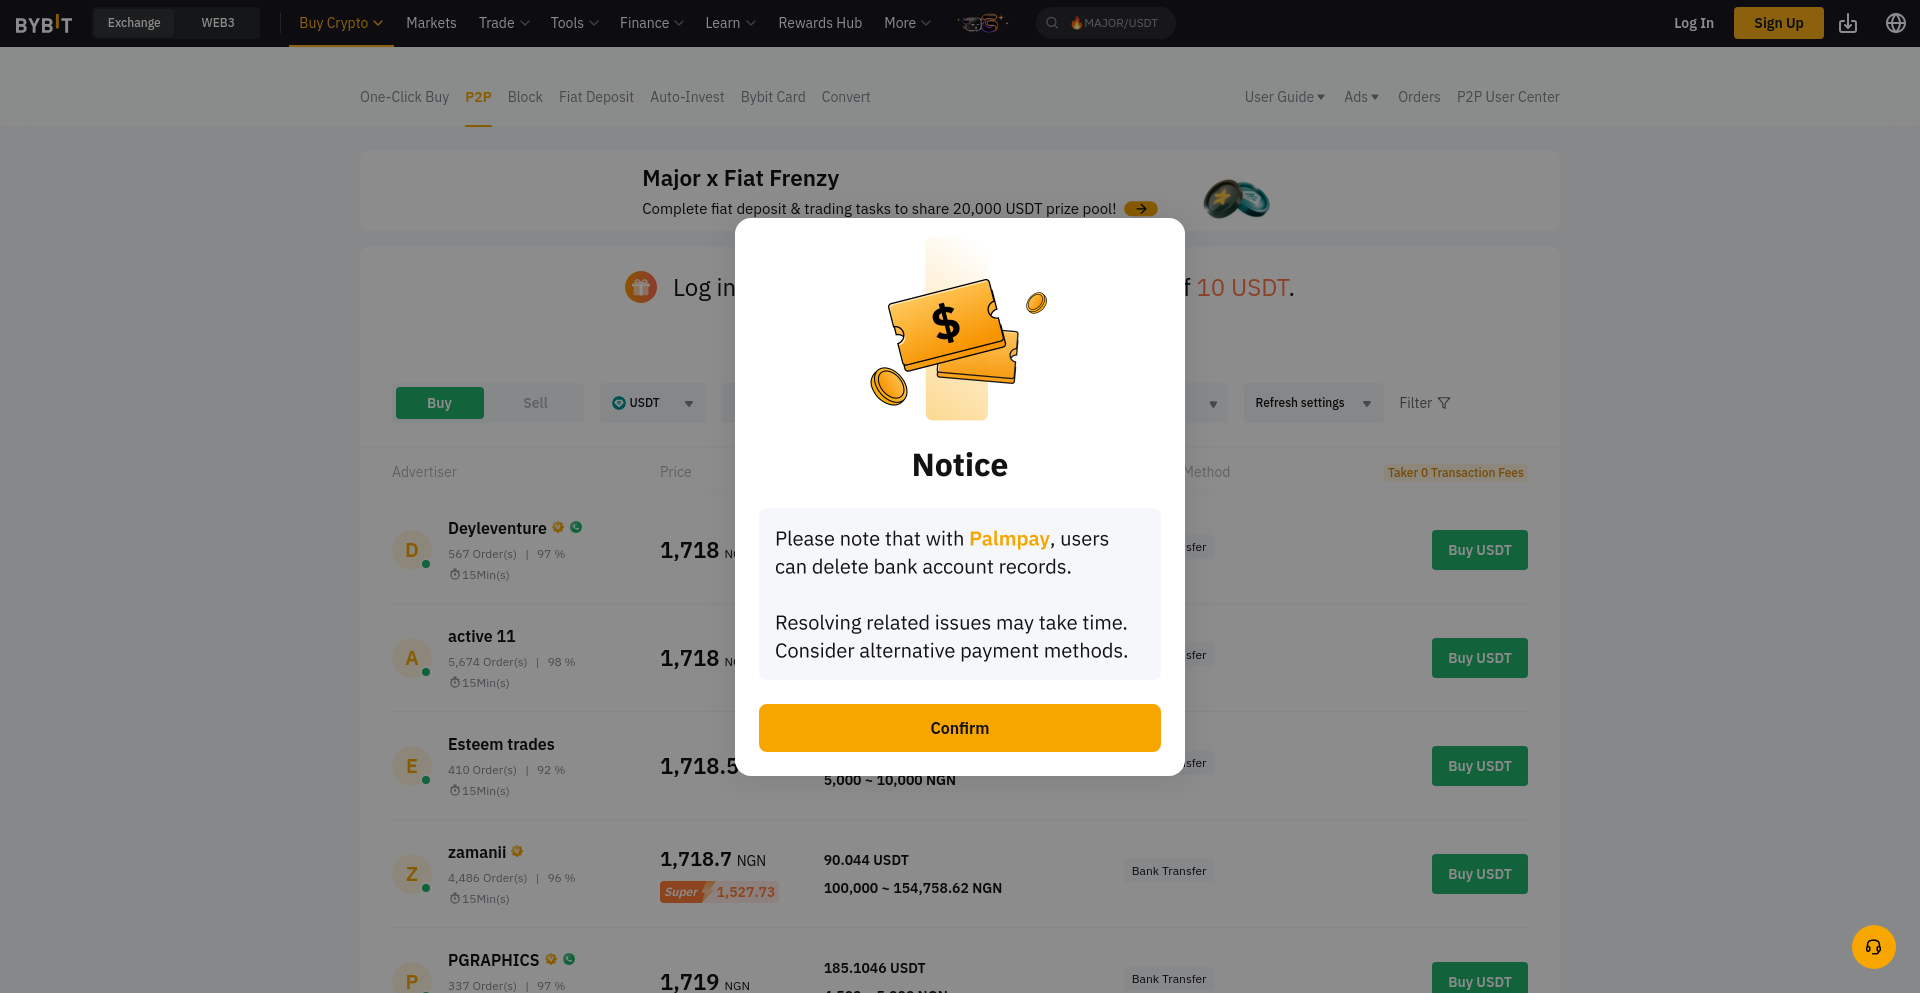 BYBIT
Exchange
WEB3
Buy Crypto
Markets
Trade
Tools
Finance
Learn
Rewards Hub
More
MAJOR/USDT
Log In
Sign Up
One-Click Buy
P2P
Block
Fiat Deposit
Auto-Invest
Bybit Card
Convert
User Guide
Ads
Orders
P2P User Center
Major x Fiat Frenzy
Complete fiat deposit & trading tasks to share 20,000 USDT prize pool!
Log in
10 USDT.
Buy
Sell
USDT
Refresh settings
Filter
Advertiser
Price
Method
Taker 0 Transaction Fees
D
Deyleventure
567 Order(s) | 97 %
15Min(s)
1,718
Buy USDT
A
active 11
5,674 Order(s) | 98 %
15Min(s)
1,718
Buy USDT
E
Esteem trades
410 Order(s) | 92 %
15Min(s)
1,718.5
5,000 ~ 10,000 NGN
Buy USDT
Z
zamanii
4,486 Order(s) | 96 %
15Min(s)
1,718.7 NGN
Super 1,527.73
90.044 USDT
100,000 ~ 154,758.62 NGN
Bank Transfer
Buy USDT
P
PGRAPHICS
337 Order(s) | 97 %
1,719 NGN
185.1046 USDT
Bank Transfer
Buy USDT
$
Notice
Please note that with Palmpay, users
can delete bank account records.
Resolving related issues may take time.
Consider alternative payment methods.
Confirm